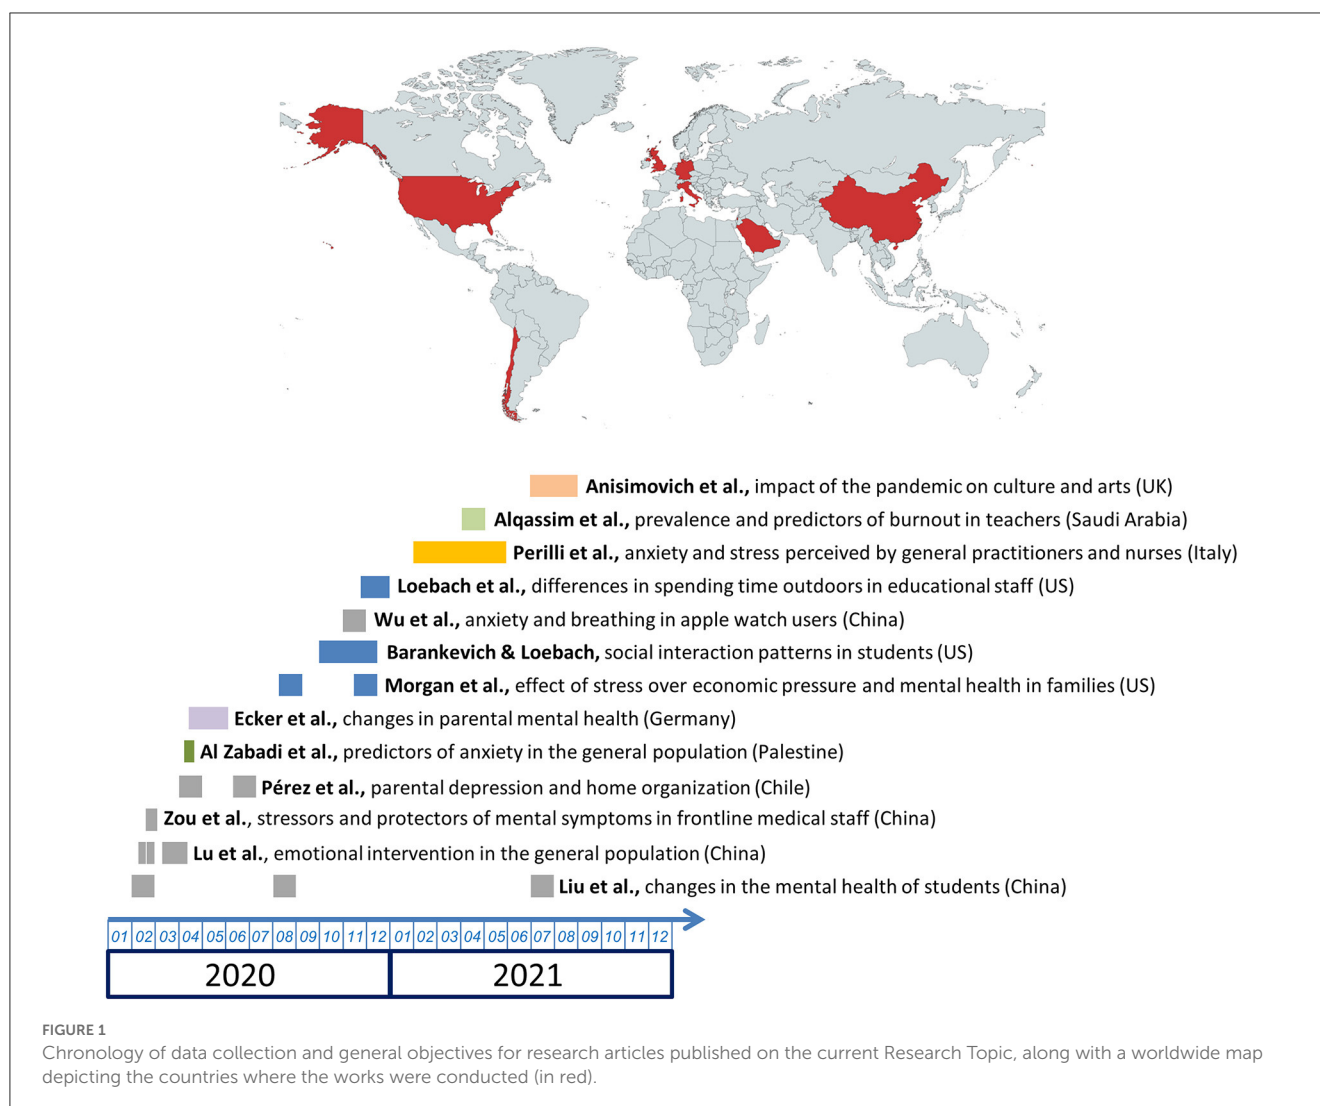 Anisimovich et al., impact of the pandemic on culture and arts (UK)
Alqassim et al., prevalence and predictors of burnout in teachers (Saudi Arabia)
Perilli et al., anxiety and stress perceived by general practitioners and nurses (Italy)
Loebach et al., differences in spending time outdoors in educational staff (US)
Wu et al., anxiety and breathing in apple watch users (China)
Barankevich & Loebach, social interaction patterns in students (US)
Morgan et al., effect of stress over economic pressure and mental health in families (US)
Ecker et al., changes in parental mental health (Germany)
Al Zabadi et al., predictors of anxiety in the general population (Palestine)
Pérez et al., parental depression and home organization (Chile)
Zou et al., stressors and protectors of mental symptoms in frontline medical staff (China)
Lu et al., emotional intervention in the general population (China)
Liu et al., changes in the mental health of students (China)
01 02 03 04 05 06 07 08 09 10 11 12 01 02 03 04 05 06 07 08 09 10 11 12
2020 2021
FIGURE 1
Chronology of data collection and general objectives for research articles published on the current Research Topic, along with a worldwide map
depicting the countries where the works were conducted (in red).